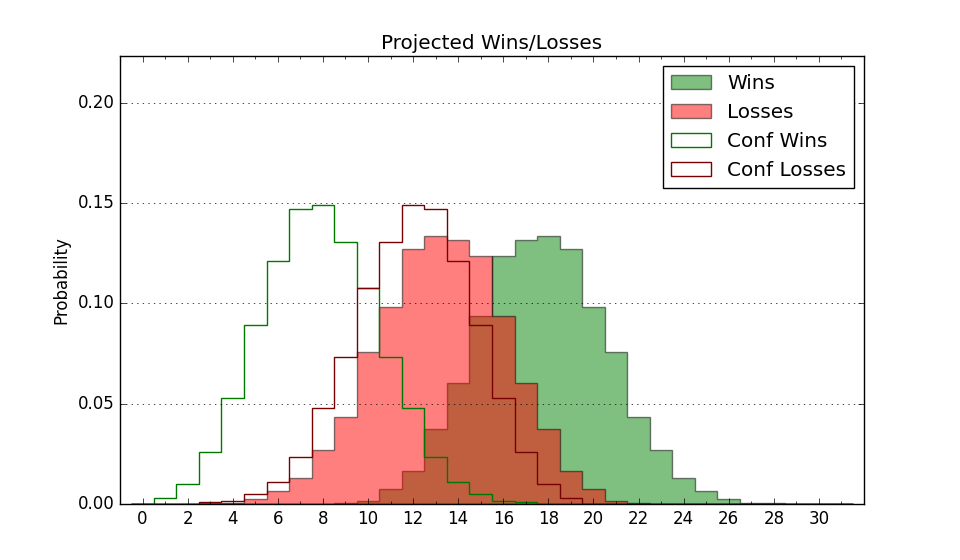 Projected Wins/Losses
Wins
Losses
Conf Wins
Conf Losses
Probability
0.20
0.15
0.10
0.05
0.00
0 2 4 6 8 10 12 14 16 18 20 22 24 26 28 30